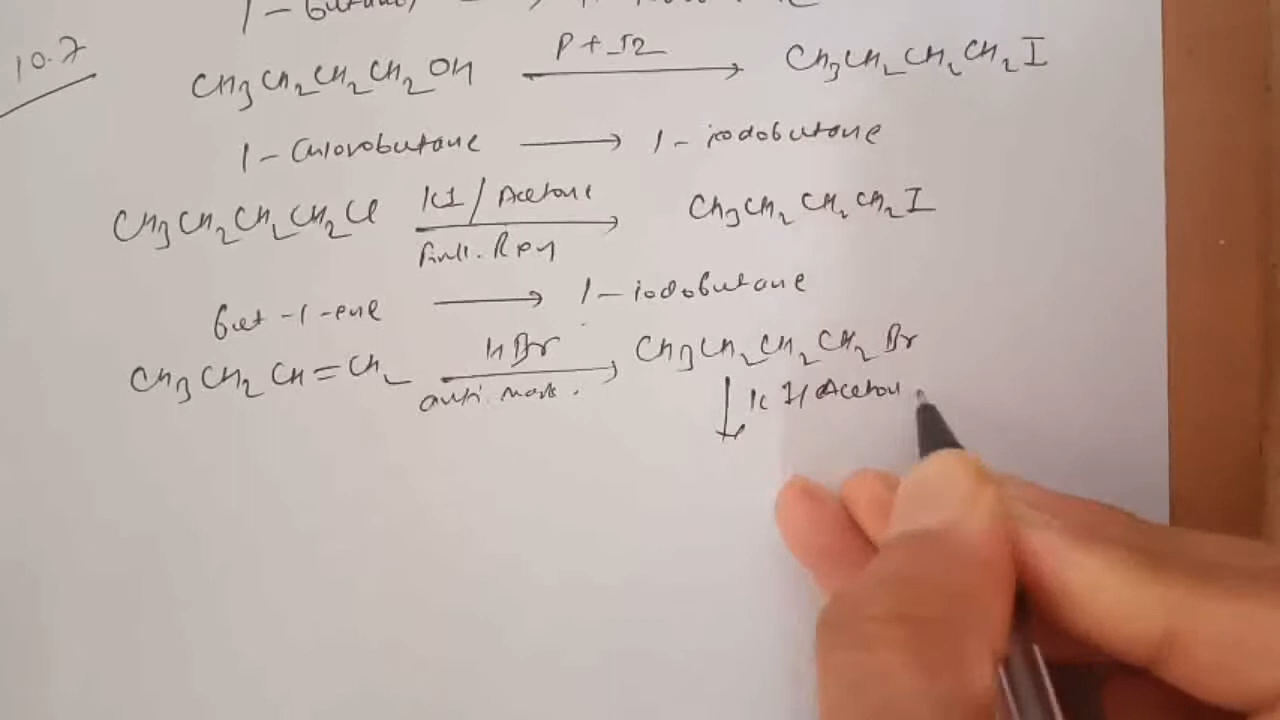 10.7
CH3CH2CH2CH2OH P + I2 CH3CH2CH2CH2I
1-Chlorobutane → 1-iodobutane
CH3CH2CH2CH2Cl KI/Acetone CH3CH2CH2CH2I
But-1-ene → 1-iodobutane
CH3CH2CH=CH2 HBr CH3CH2CH2CH2Br
anti. mark.
↓ KI/Aceton